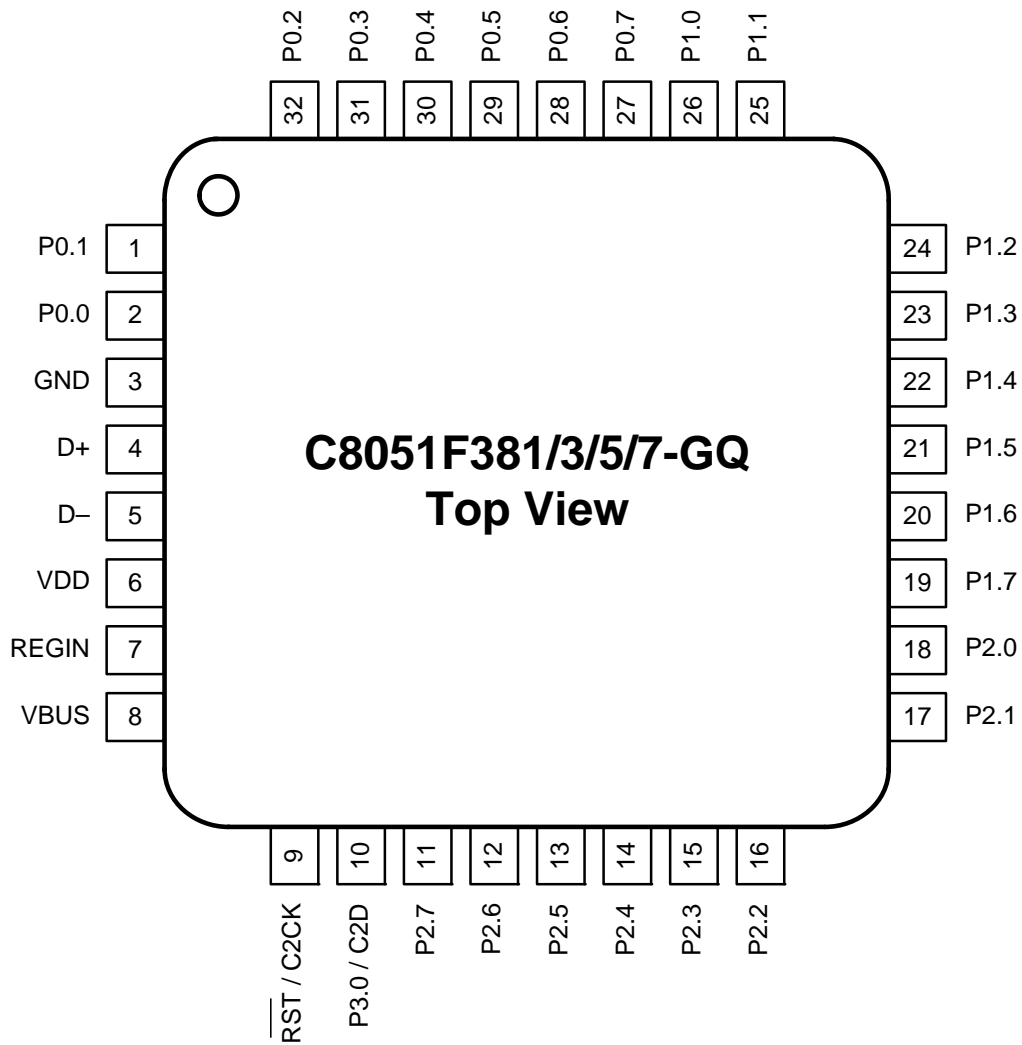 P0.2
P0.3
P0.4
P0.5
P0.6
P0.7
P1.0
P1.1
32
31
30
29
28
27
26
25
P0.1 1
P0.0 2
GND 3
D+ 4
D– 5
VDD 6
REGIN 7
VBUS 8
C8051F381/3/5/7-GQ
Top View
24 P1.2
23 P1.3
22 P1.4
21 P1.5
20 P1.6
19 P1.7
18 P2.0
17 P2.1
9
10
11
12
13
14
15
16
RST / C2CK
P3.0 / C2D
P2.7
P2.6
P2.5
P2.4
P2.3
P2.2